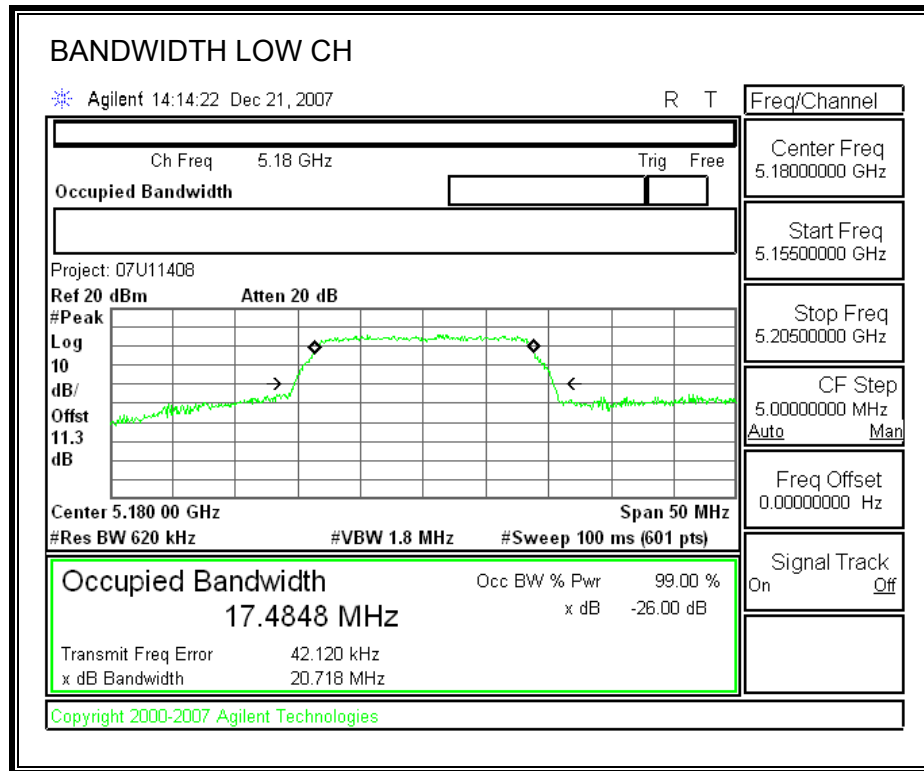 BANDWIDTH LOW CH
Agilent 14:14:22 Dec 21, 2007 R T
Freq/Channel
Ch Freq 5.18 GHz Trig Free
Occupied Bandwidth
Center Freq
5.18000000 GHz
Start Freq
5.15500000 GHz
Stop Freq
5.20500000 GHz
CF Step
5.00000000 MHz
Auto Man
Freq Offset
0.00000000 Hz
Signal Track
On Off
Project: 07U11408
Ref 20 dBm Atten 20 dB
#Peak
Log
10
dB/
Offst
11.3
dB
Center 5.180 00 GHz Span 50 MHz
#Res BW 620 kHz #VBW 1.8 MHz #Sweep 100 ms (601 pts)
Occupied Bandwidth Occ BW % Pwr 99.00 %
17.4848 MHz x dB -26.00 dB
Transmit Freq Error 42.120 kHz
x dB Bandwidth 20.718 MHz
Copyright 2000-2007 Agilent Technologies